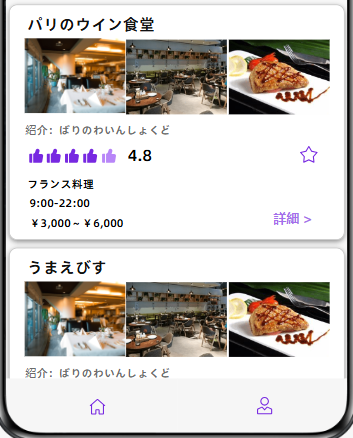 パリのウイン食堂
紹介：ぱりのわいんしょくど
4.8
フランス料理
9:00-22:00
￥3,000～￥6,000
詳細 >
うまえびす
紹介：ぱりのわいんしょくど